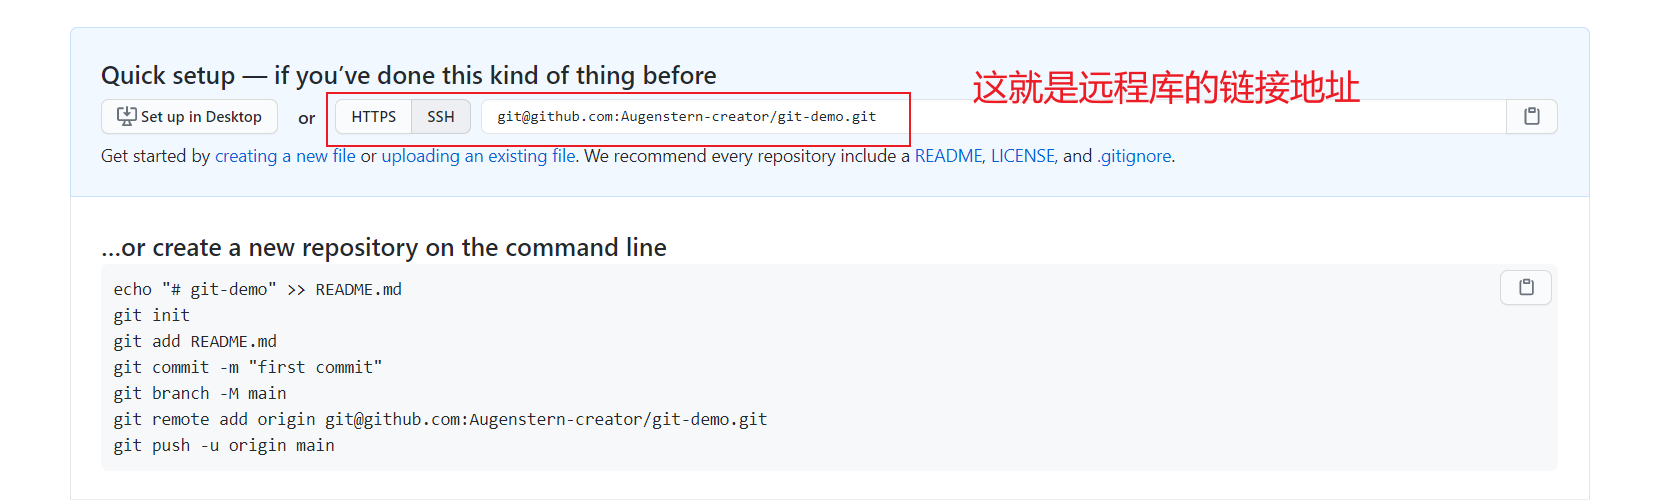 Quick setup — if you've done this kind of thing before
这就是远程库的链接地址
Set up in Desktop or HTTPS SSH git@github.com:Augenstern-creator/git-demo.git
Get started by creating a new file or uploading an existing file. We recommend every repository include a README, LICENSE, and .gitignore.
...or create a new repository on the command line
echo "# git-demo" >> README.md
git init
git add README.md
git commit -m "first commit"
git branch -M main
git remote add origin git@github.com:Augenstern-creator/git-demo.git
git push -u origin main